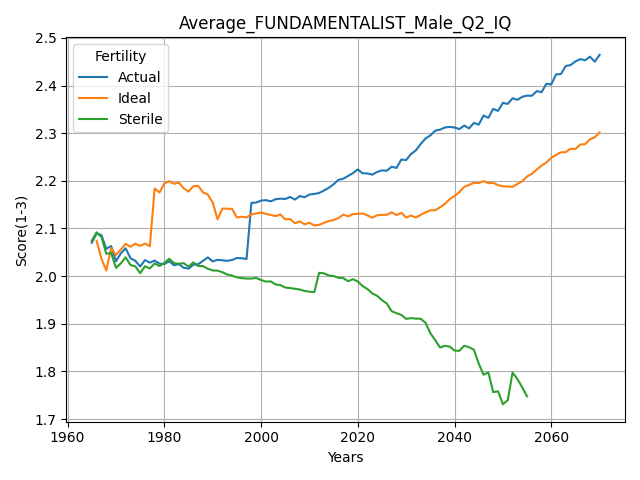 Average_FUNDAMENTALIST_Male_Q2_IQ
Fertility
Actual
Ideal
Sterile
2.5
2.4
2.3
2.2
2.1
2.0
1.9
1.8
1.7
Score(1-3)
1960 1980 2000 2020 2040 2060
Years